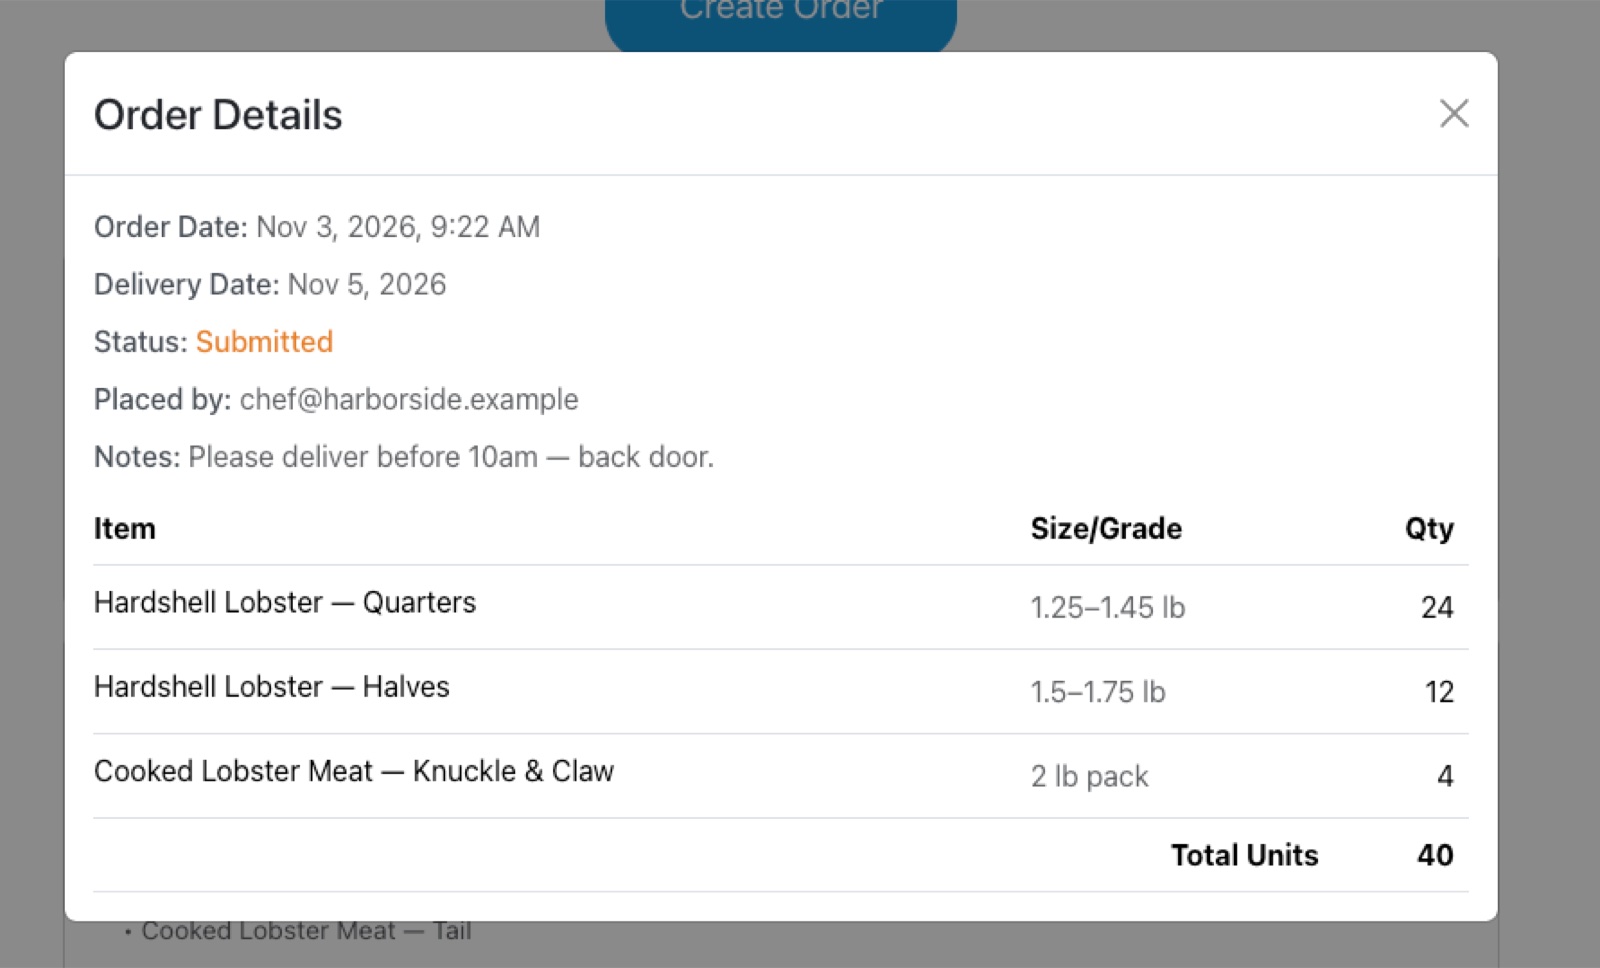 Create Order
Order Details
Order Date: Nov 3, 2026, 9:22 AM
Delivery Date: Nov 5, 2026
Status: Submitted
Placed by: chef@harborside.example
Notes: Please deliver before 10am — back door.
Item Size/Grade Qty
Hardshell Lobster — Quarters 1.25–1.45 lb 24
Hardshell Lobster — Halves 1.5–1.75 lb 12
Cooked Lobster Meat — Knuckle & Claw 2 lb pack 4
Total Units 40
• Cooked Lobster Meat — Tail